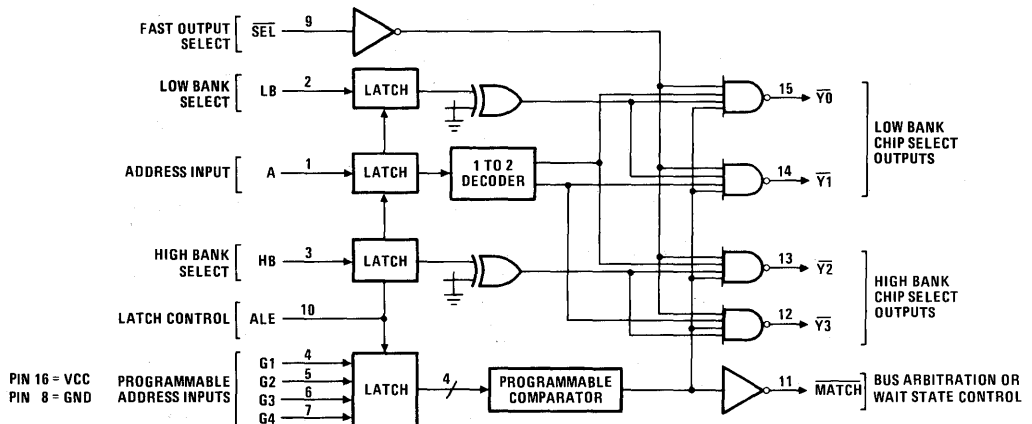 FAST OUTPUT SELECT
SEL
9
LOW BANK SELECT
LB
2
LATCH
ADDRESS INPUT
A
1
LATCH
1 TO 2 DECODER
HIGH BANK SELECT
HB
3
LATCH
LATCH CONTROL
ALE
10
PROGRAMMABLE ADDRESS INPUTS
G1
4
G2
5
G3
6
G4
7
LATCH
4
PROGRAMMABLE COMPARATOR
PIN 16 = VCC
PIN 8 = GND
15
Y0
14
Y1
LOW BANK CHIP SELECT OUTPUTS
13
Y2
12
Y3
HIGH BANK CHIP SELECT OUTPUTS
11
MATCH
BUS ARBITRATION OR WAIT STATE CONTROL